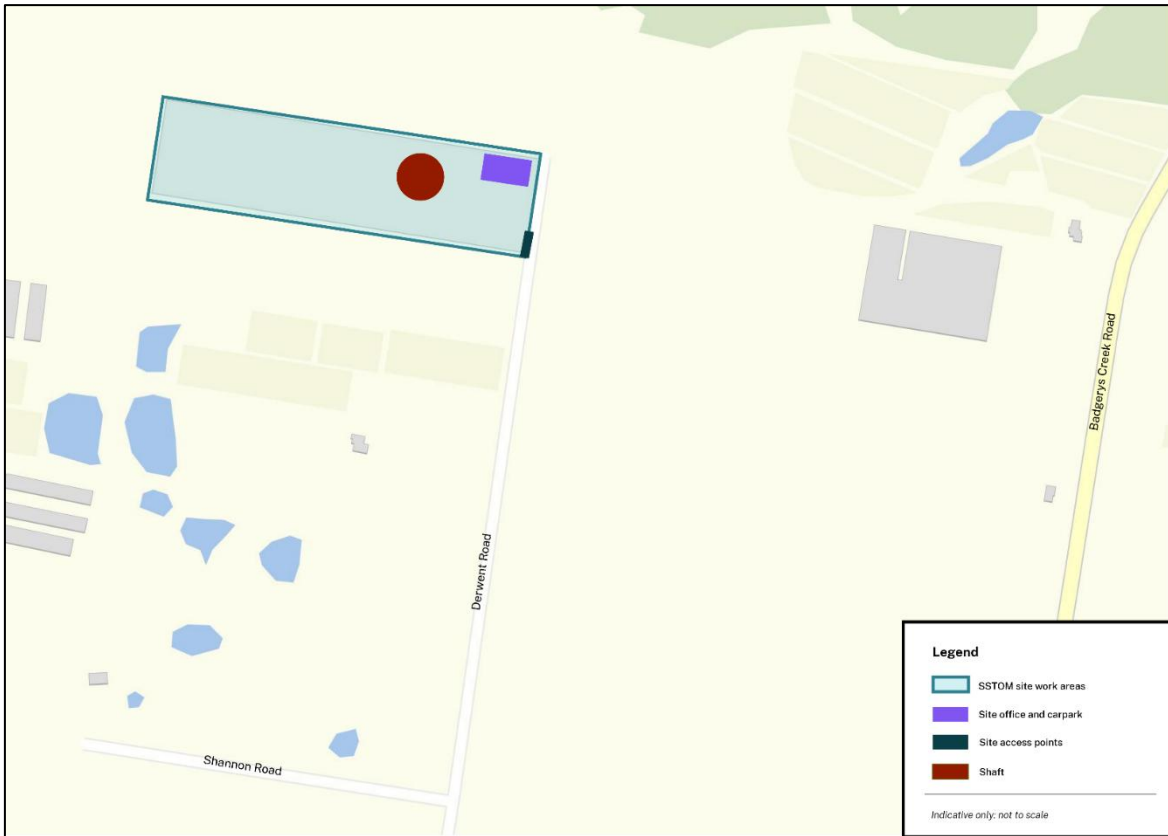 Badgerys Creek Road
Derwent Road
Shannon Road
Legend
SSTOM site work areas
Site office and carpark
Site access points
Shaft
Indicative only: not to scale